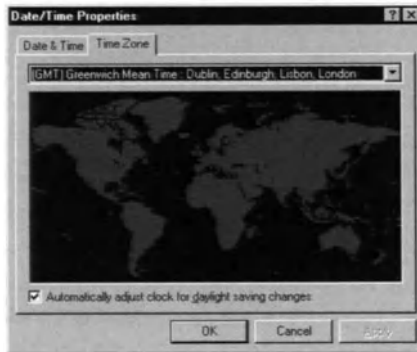 Date/Time Properties
Date & Time Time Zone
(GMT) Greenwich Mean Time : Dublin, Edinburgh, Lisbon, London
Automatically adjust clock for daylight saving changes
OK Cancel Apply